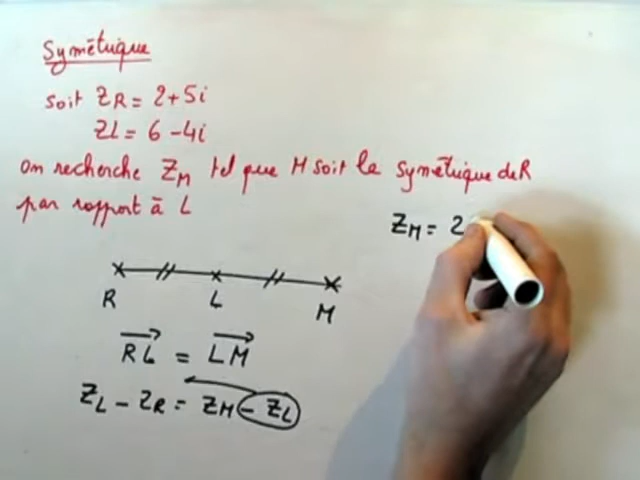 Symétrique
soit ZR = 2+5i
ZL = 6-4i
on recherche ZM tel que M soit le symétrique de R
par rapport à L
ZM = 2
R L M
RL = LM
ZL - ZR = ZM - ZL